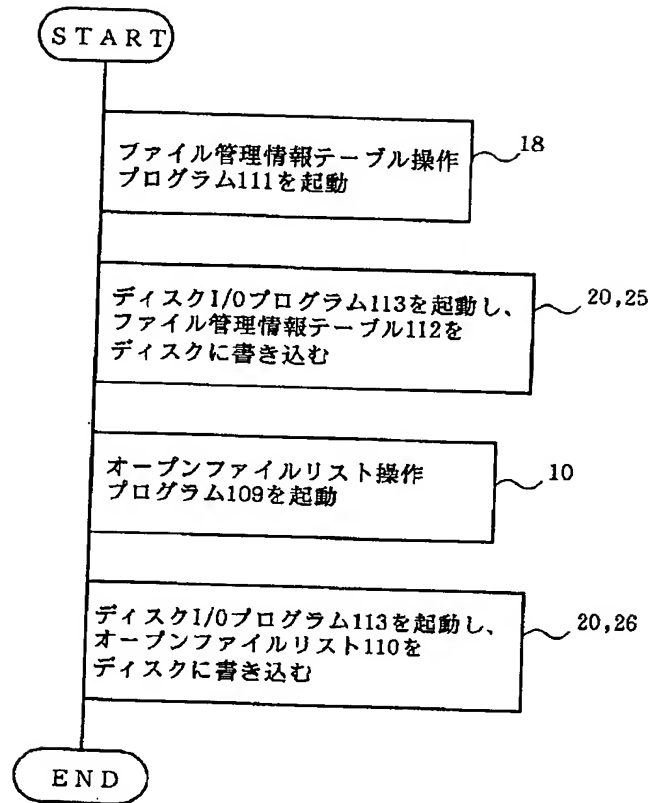 START
ファイル管理情報テーブル操作
プログラム111を起動
18
ディスクI/Oプログラム113を起動し、
ファイル管理情報テーブル112を
ディスクに書き込む
20,25
オープンファイルリスト操作
プログラム109を起動
10
ディスクI/Oプログラム113を起動し、
オープンファイルリスト110を
ディスクに書き込む
20,26
END